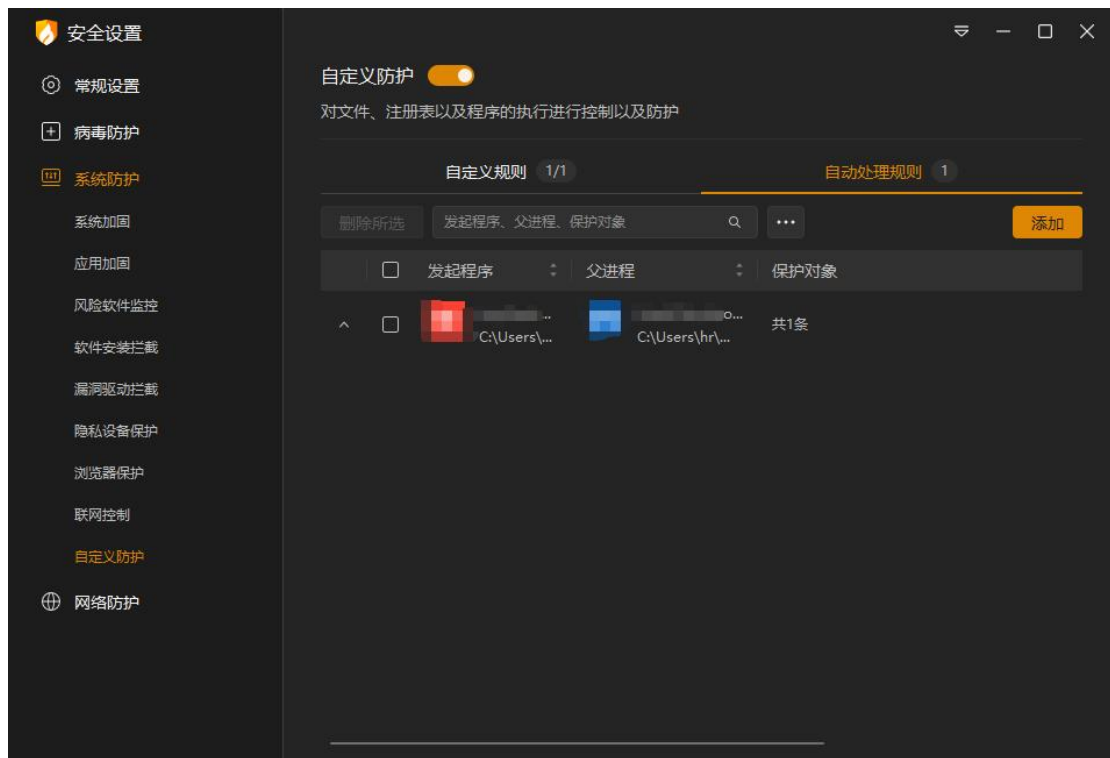 安全设置
常规设置
病毒防护
系统防护
系统加固
应用加固
风险软件监控
软件安装拦截
漏洞驱动拦截
隐私设备保护
浏览器保护
联网控制
自定义防护
网络防护
自定义防护
对文件、注册表以及程序的执行进行控制以及防护
自定义规则 1/1 自动处理规则 1
删除所选 发起程序、父进程、保护对象 添加
发起程序 父进程 保护对象
... o... 共1条
C:\Users\... C:\Users\hr\...